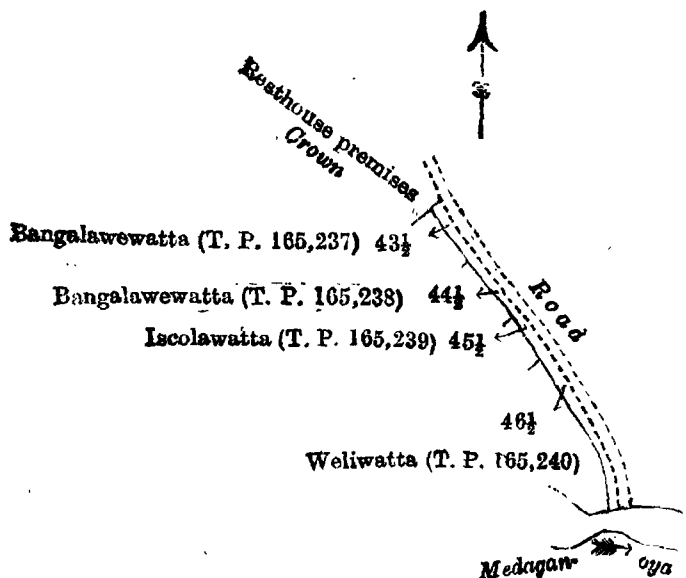 Resthouse premises
Crown
Bangalawewatta (T. P. 165,237) 43½
Bangalawewatta (T. P. 165,238) 44½
Road
Iscolawatta (T. P. 165,239) 45½
46½
Weliwatta (T. P. 165,240)
Medagan oya